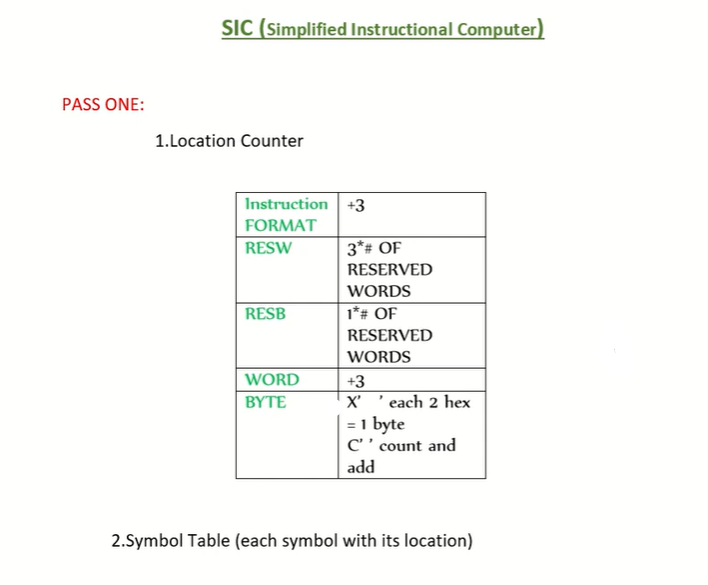 SIC (Simplified Instructional Computer)
PASS ONE:
1.Location Counter
Instruction FORMAT +3
RESW 3*# OF RESERVED WORDS
RESB 1*# OF RESERVED WORDS
WORD +3
BYTE X' ' each 2 hex = 1 byte
C' ' count and add
2.Symbol Table (each symbol with its location)